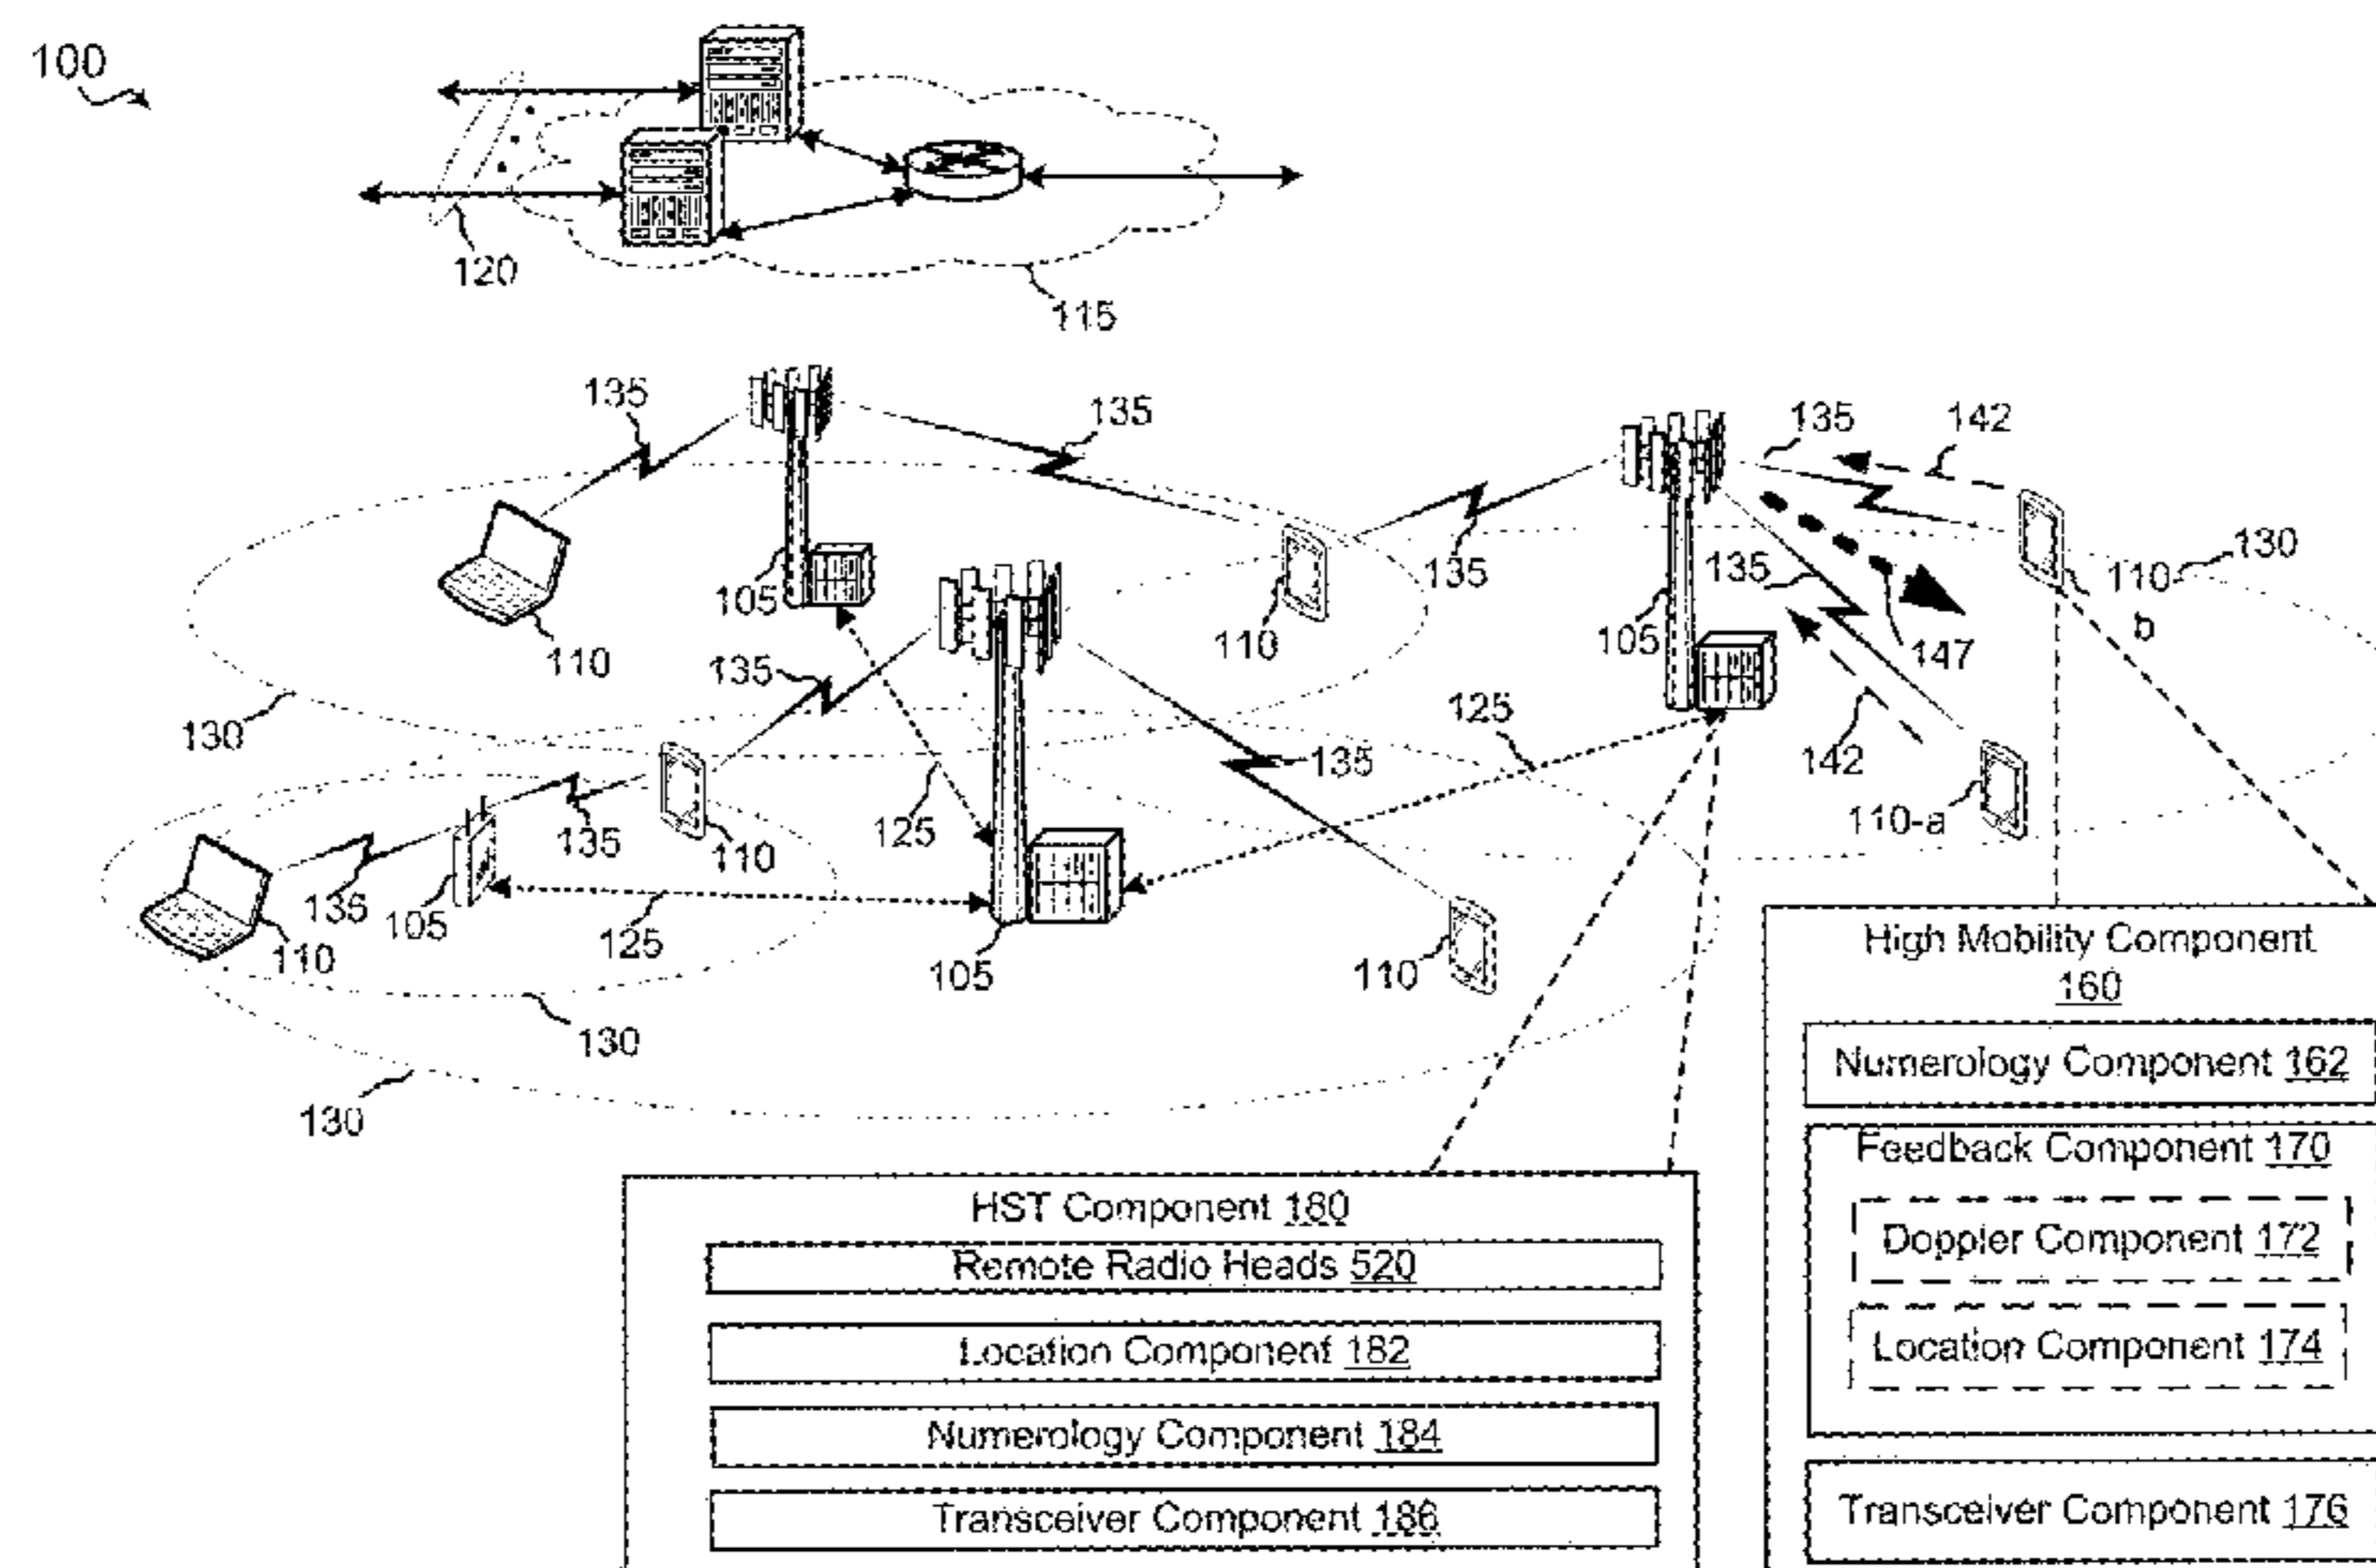 100
120
115
135
135
135
142
135
130
110-
b
105
135
110
105
110
147
110
135
130
125
125
135
142
110-a
135
110
135
105
110
125
105
110
130
130
High Mobility Component
160
Numerology Component 162
Feedback Component 170
Doppler Component 172
Location Component 174
Transceiver Component 176
HST Component 180
Remote Radio Heads 520
Location Component 182
Numerology Component 184
Transceiver Component 186